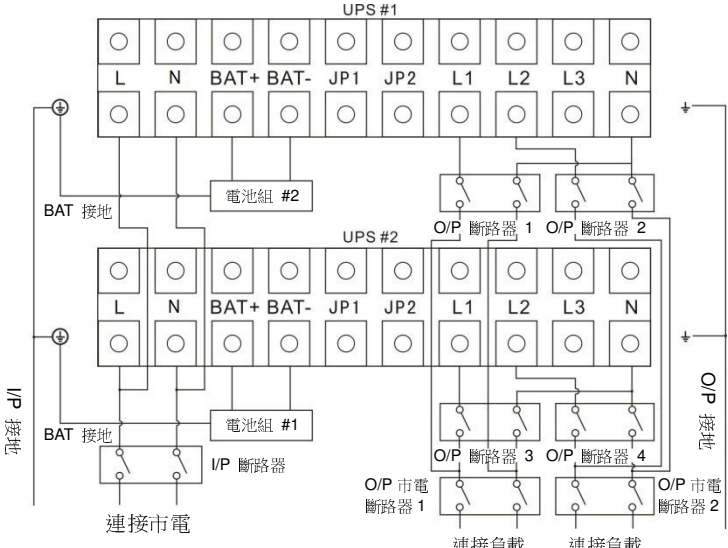 UPS #1
L N BAT+ BAT- JP1 JP2 L1 L2 L3 N
電池組 #2
BAT 接地
O/P 斷路器 1 O/P 斷路器 2
UPS #2
L N BAT+ BAT- JP1 JP2 L1 L2 L3 N
I/P 接地
O/P 接地
電池組 #1
BAT 接地
I/P 斷路器
O/P 斷路器 3 O/P 斷路器 4
O/P 市電
斷路器 1
O/P 市電
斷路器 2
連接市電
連接負載 連接負載